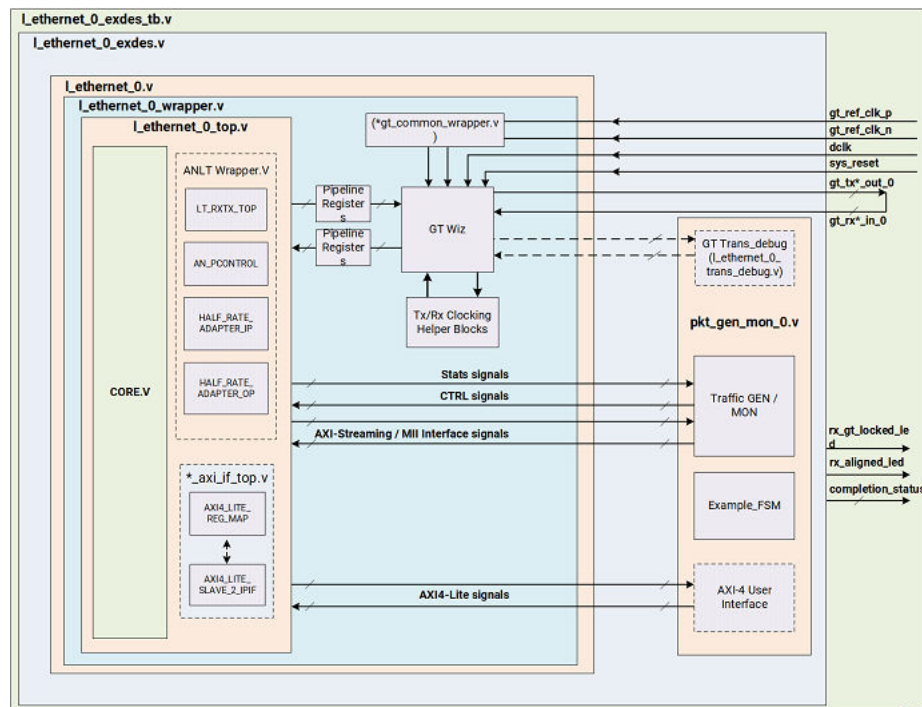 l_ethernet_0_exdes_tb.v
l_ethernet_0_exdes.v
l_ethernet_0.v
l_ethernet_0_wrapper.v
l_ethernet_0_top.v
(*gt_common_wrapper.v
)
gt_ref_clk_p
gt_ref_clk_n
dclk
sys_reset
gt_tx*_out_0
gt_rx*_in_0
ANLT Wrapper.V
LT_RXTX_TOP
AN_PCONTROL
HALF_RATE_
ADAPTER_IP
HALF_RATE_
ADAPTER_OP
CORE.V
Pipeline
Register
s
Pipeline
Register
s
GT Wiz
Tx/Rx Clocking
Helper Blocks
GT Trans_debug
(l_ethernet_0_
trans_debug.v)
pkt_gen_mon_0.v
Stats signals
CTRL signals
AXI-Streaming / MII Interface signals
Traffic GEN /
MON
rx_gt_locked_le
d
rx_aligned_led
completion_status
*_axi_if_top.v
AXI4_LITE_
REG_MAP
AXI4_LITE_
SLAVE_2_IPIF
Example_FSM
AXI4-Lite signals
AXI-4 User
Interface